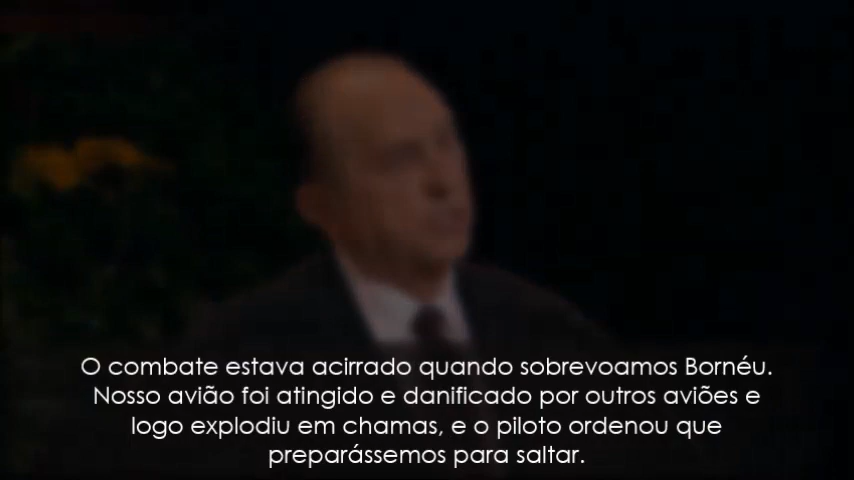 O combate estava acirrado quando sobrevoamos Bornéu.
Nosso avião foi atingido e danificado por outros aviões e
logo explodiu em chamas, e o piloto ordenou que
preparássemos para saltar.